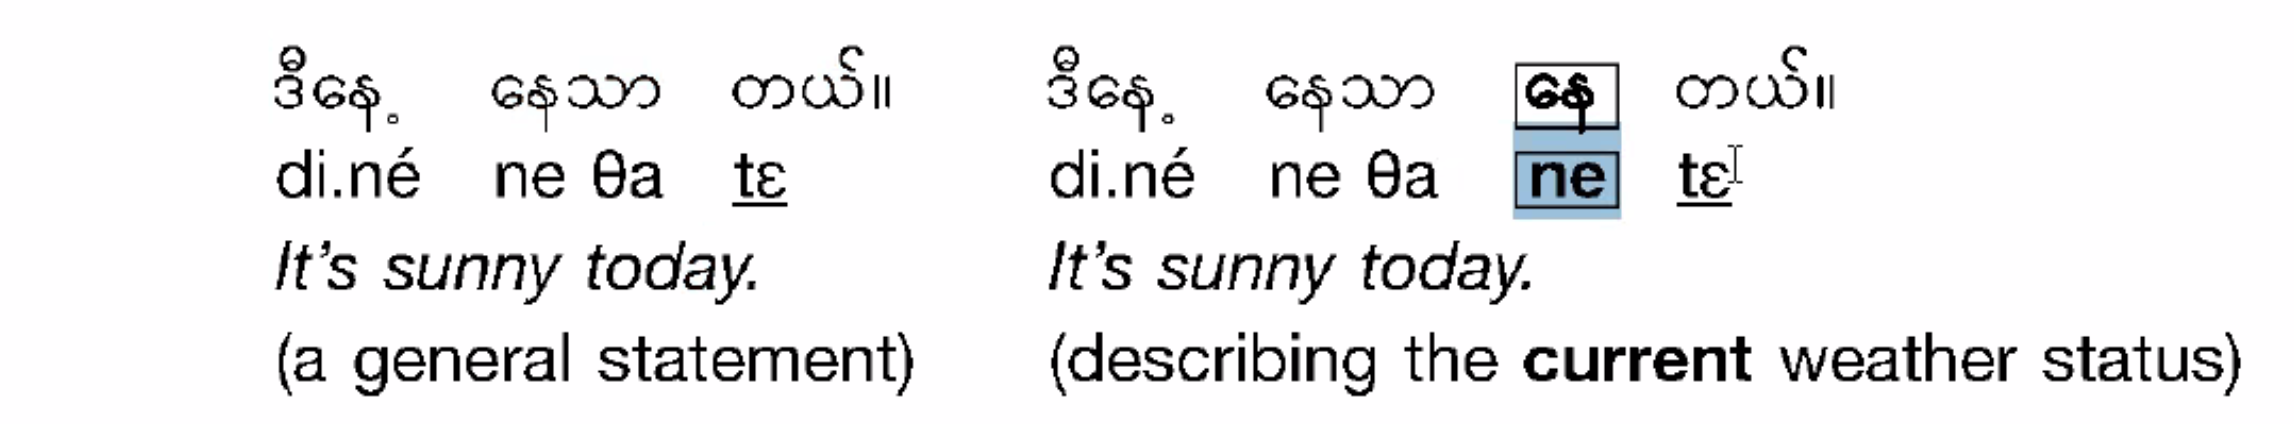 ဒီနေ့ နေသာ တယ်။ ဒီနေ့ နေသာ နေ တယ်။
di.né ne θa tɛ di.né ne θa ne tɛ
It's sunny today. It's sunny today.
(a general statement) (describing the current weather status)